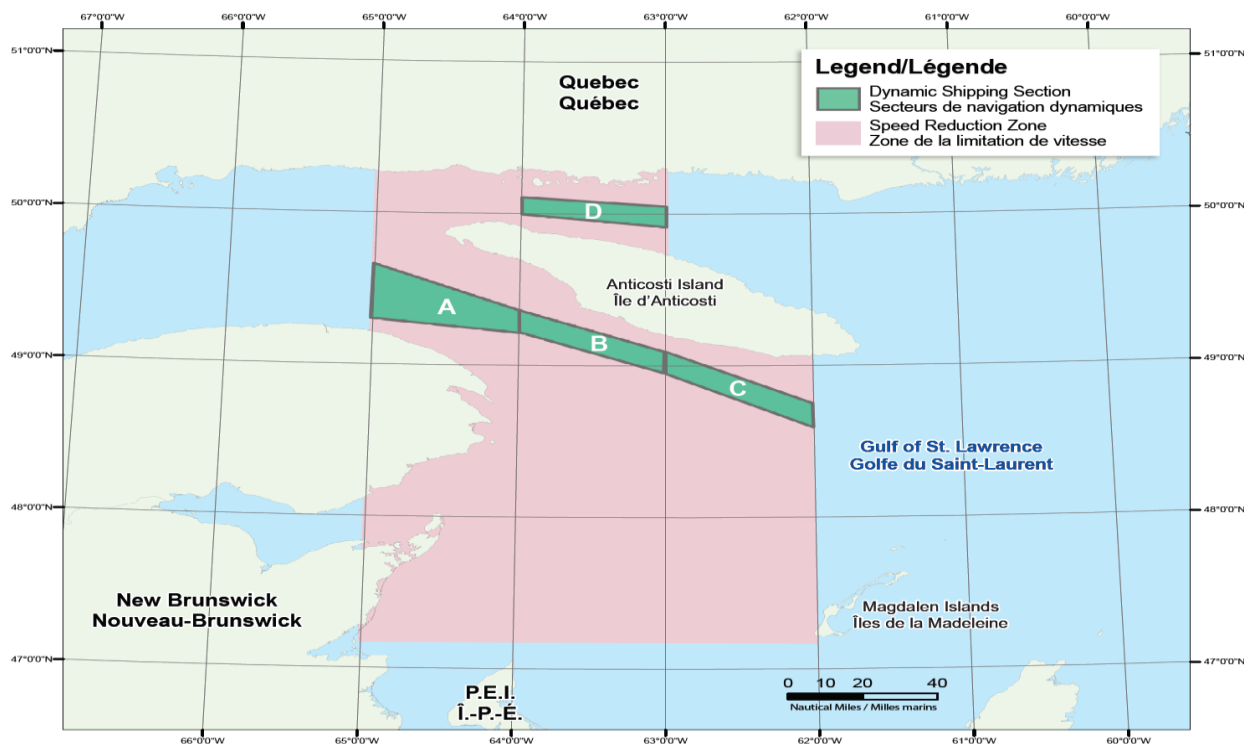 67°0'0"W
66°0'0"W
65°0'0"W
64°0'0"W
63°0'0"W
62°0'0"W
61°0'0"W
60°0'0"W
51°0'0"N
51°0'0"N
Legend/Légende
Dynamic Shipping Section
Secteurs de navigation dynamiques
Speed Reduction Zone
Zone de la limitation de vitesse
Quebec
Québec
50°0'0"N
50°0'0"N
D
Anticosti Island
Île d'Anticosti
A
B
C
49°0'0"N
49°0'0"N
Gulf of St. Lawrence
Golfe du Saint-Laurent
48°0'0"N
48°0'0"N
New Brunswick
Nouveau-Brunswick
Magdalen Islands
Îles de la Madeleine
47°0'0"N
47°0'0"N
P.E.I.
Î.-P.-É.
0 10 20 40
Nautical Miles / Milles marins
66°0'0"W
65°0'0"W
64°0'0"W
63°0'0"W
62°0'0"W
61°0'0"W
60°0'0"W